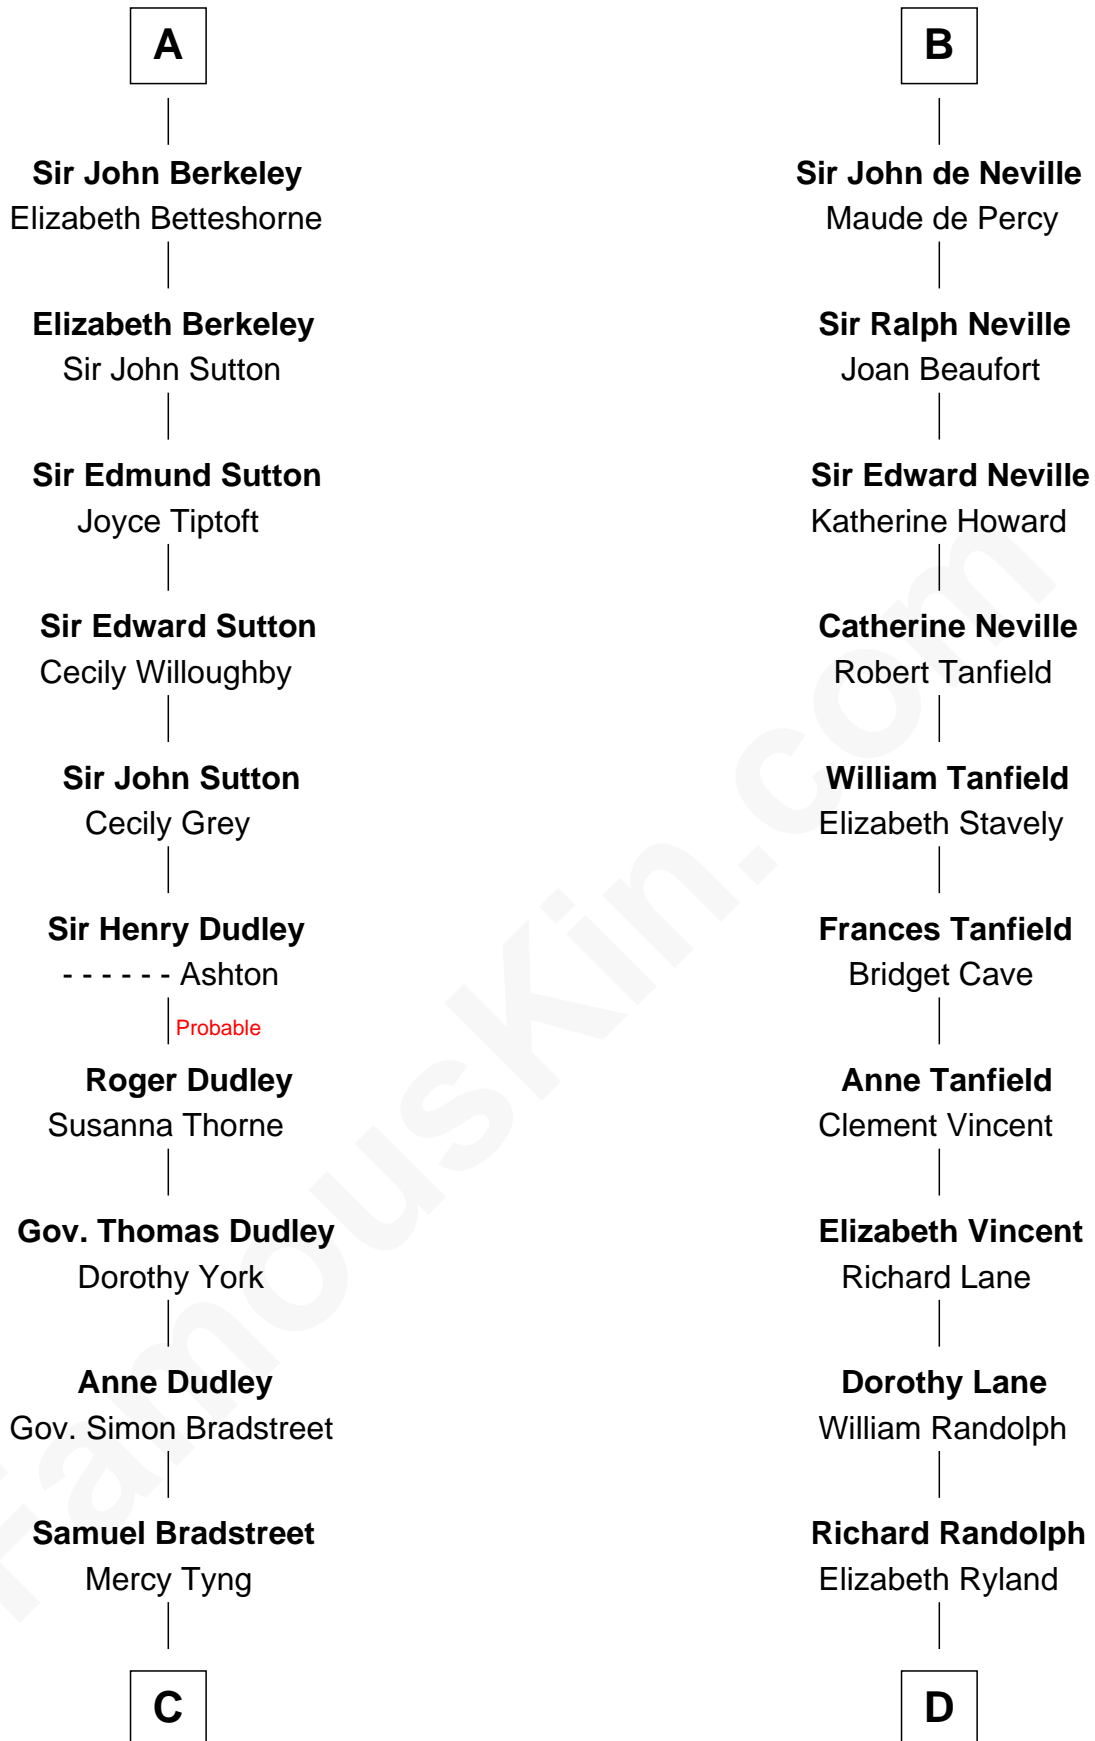 A
Sir John Berkeley
Elizabeth Betteshorne
Elizabeth Berkeley
Sir John Sutton
Sir Edmund Sutton
Joyce Tiptoft
Sir Edward Sutton
Cecily Willoughby
Sir John Sutton
Cecily Grey
Sir Henry Dudley
- - - - - - Ashton
Probable
Roger Dudley
Susanna Thorne
Gov. Thomas Dudley
Dorothy York
Anne Dudley
Gov. Simon Bradstreet
Samuel Bradstreet
Mercy Tyng
C
B
Sir John de Neville
Maude de Percy
Sir Ralph Neville
Joan Beaufort
Sir Edward Neville
Katherine Howard
Catherine Neville
Robert Tanfield
William Tanfield
Elizabeth Stavely
Frances Tanfield
Bridget Cave
Anne Tanfield
Clement Vincent
Elizabeth Vincent
Richard Lane
Dorothy Lane
William Randolph
Richard Randolph
Elizabeth Ryland
D
FamousKin.com